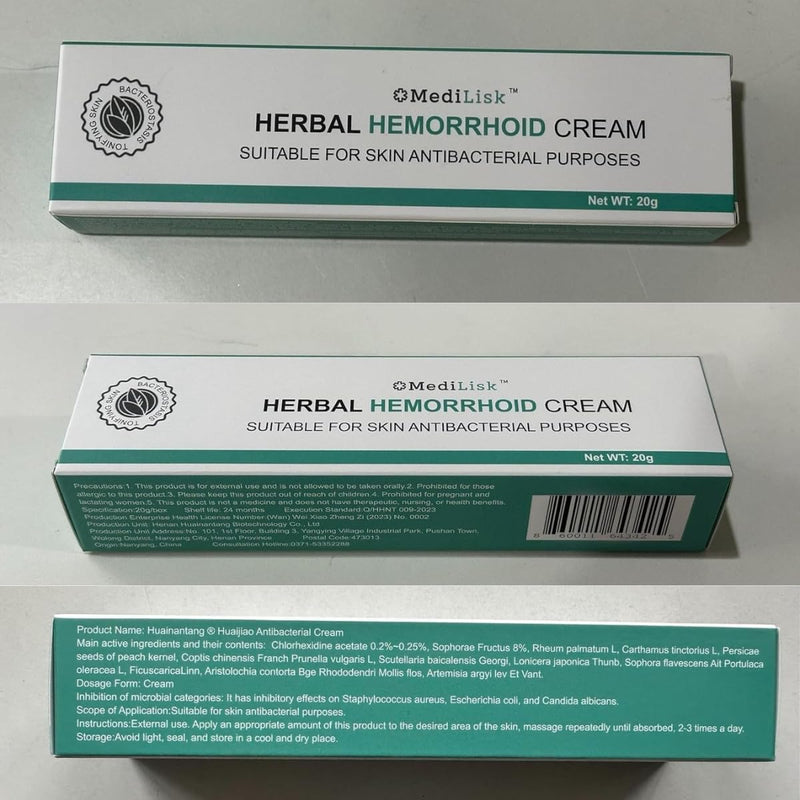 BACTERIOSTASIS
TONIFYING SKIN
MediLisk™
HERBAL HEMORRHOID CREAM
SUITABLE FOR SKIN ANTIBACTERIAL PURPOSES
Net WT: 20g
BACTERIOSTASIS
TONIFYING SKIN
MediLisk™
HERBAL HEMORRHOID CREAM
SUITABLE FOR SKIN ANTIBACTERIAL PURPOSES
Net WT: 20g
Precautions:1. This product is for external use and is not allowed to be taken orally.2. Prohibited for those
allergic to this product.3. Please keep this product out of reach of children.4. Prohibited for pregnant and
lactating women.5. This product is not a medicine and does not have therapeutic, nursing, or health benefits.
Specification:20g/box Shelf life: 24 months Execution Standard:Q/HHNT 009-2023
Production Enterprise Health License Number:(Wan) Wei Xiao Zheng Zi (2023) No. 0002
Production Unit: Henan Huainantang Biotechnology Co., Ltd
Production Unit Address:No. 101, 1st Floor, Building 3, Yangying Village Industrial Park, Pushan Town,
Wolong District, Nanyang City, Henan Province Postal Code:473013
Origin:Nanyang, China Consultation Hotline:0371-53352288
8 60011 64342 5
Product Name: Huainantang ® Huaijiao Antibacterial Cream
Main active ingredients and their contents: Chlorhexidine acetate 0.2%~0.25%, Sophorae Fructus 8%, Rheum palmatum L, Carthamus tinctorius L, Persicae
seeds of peach kernel, Coptis chinensis Franch Prunella vulgaris L, Scutellaria baicalensis Georgi, Lonicera japonica Thunb, Sophora flavescens Ait Portulaca
oleracea L, FicuscaricaLinn, Aristolochia contorta Bge Rhododendri Mollis flos, Artemisia argyi lev Et Vant.
Dosage Form: Cream
Inhibition of microbial categories: It has inhibitory effects on Staphylococcus aureus, Escherichia coli, and Candida albicans.
Scope of Application:Suitable for skin antibacterial purposes.
Instructions:External use. Apply an appropriate amount of this product to the desired area of the skin, massage repeatedly until absorbed, 2-3 times a day.
Storage:Avoid light, seal, and store in a cool and dry place.